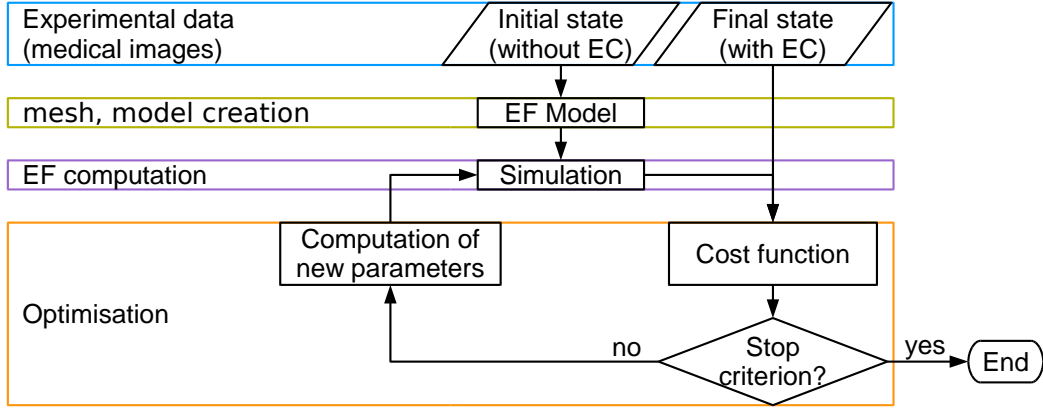 Experimental data
(medical images)
Initial state
(without EC)
Final state
(with EC)
mesh, model creation
EF Model
EF computation
Simulation
Computation of
new parameters
Cost function
Optimisation
no
Stop
criterion?
yes
End